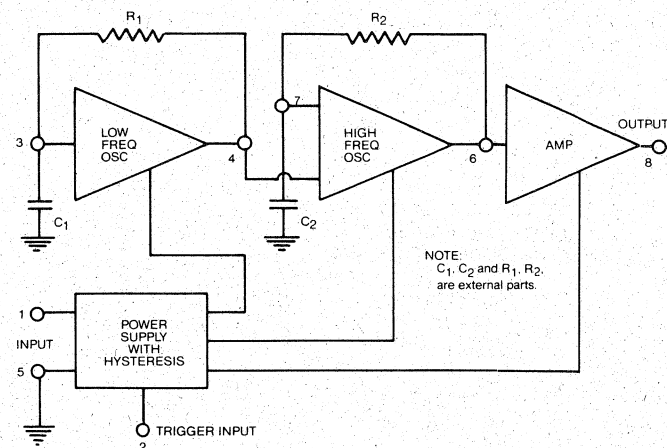 R1
R2
3
LOW
FREQ
OSC
4
C1
7
HIGH
FREQ
OSC
6
C2
AMP
OUTPUT
8
NOTE:
C1, C2 and R1, R2,
are external parts.
1
INPUT
5
POWER
SUPPLY
WITH
HYSTERESIS
TRIGGER INPUT
2